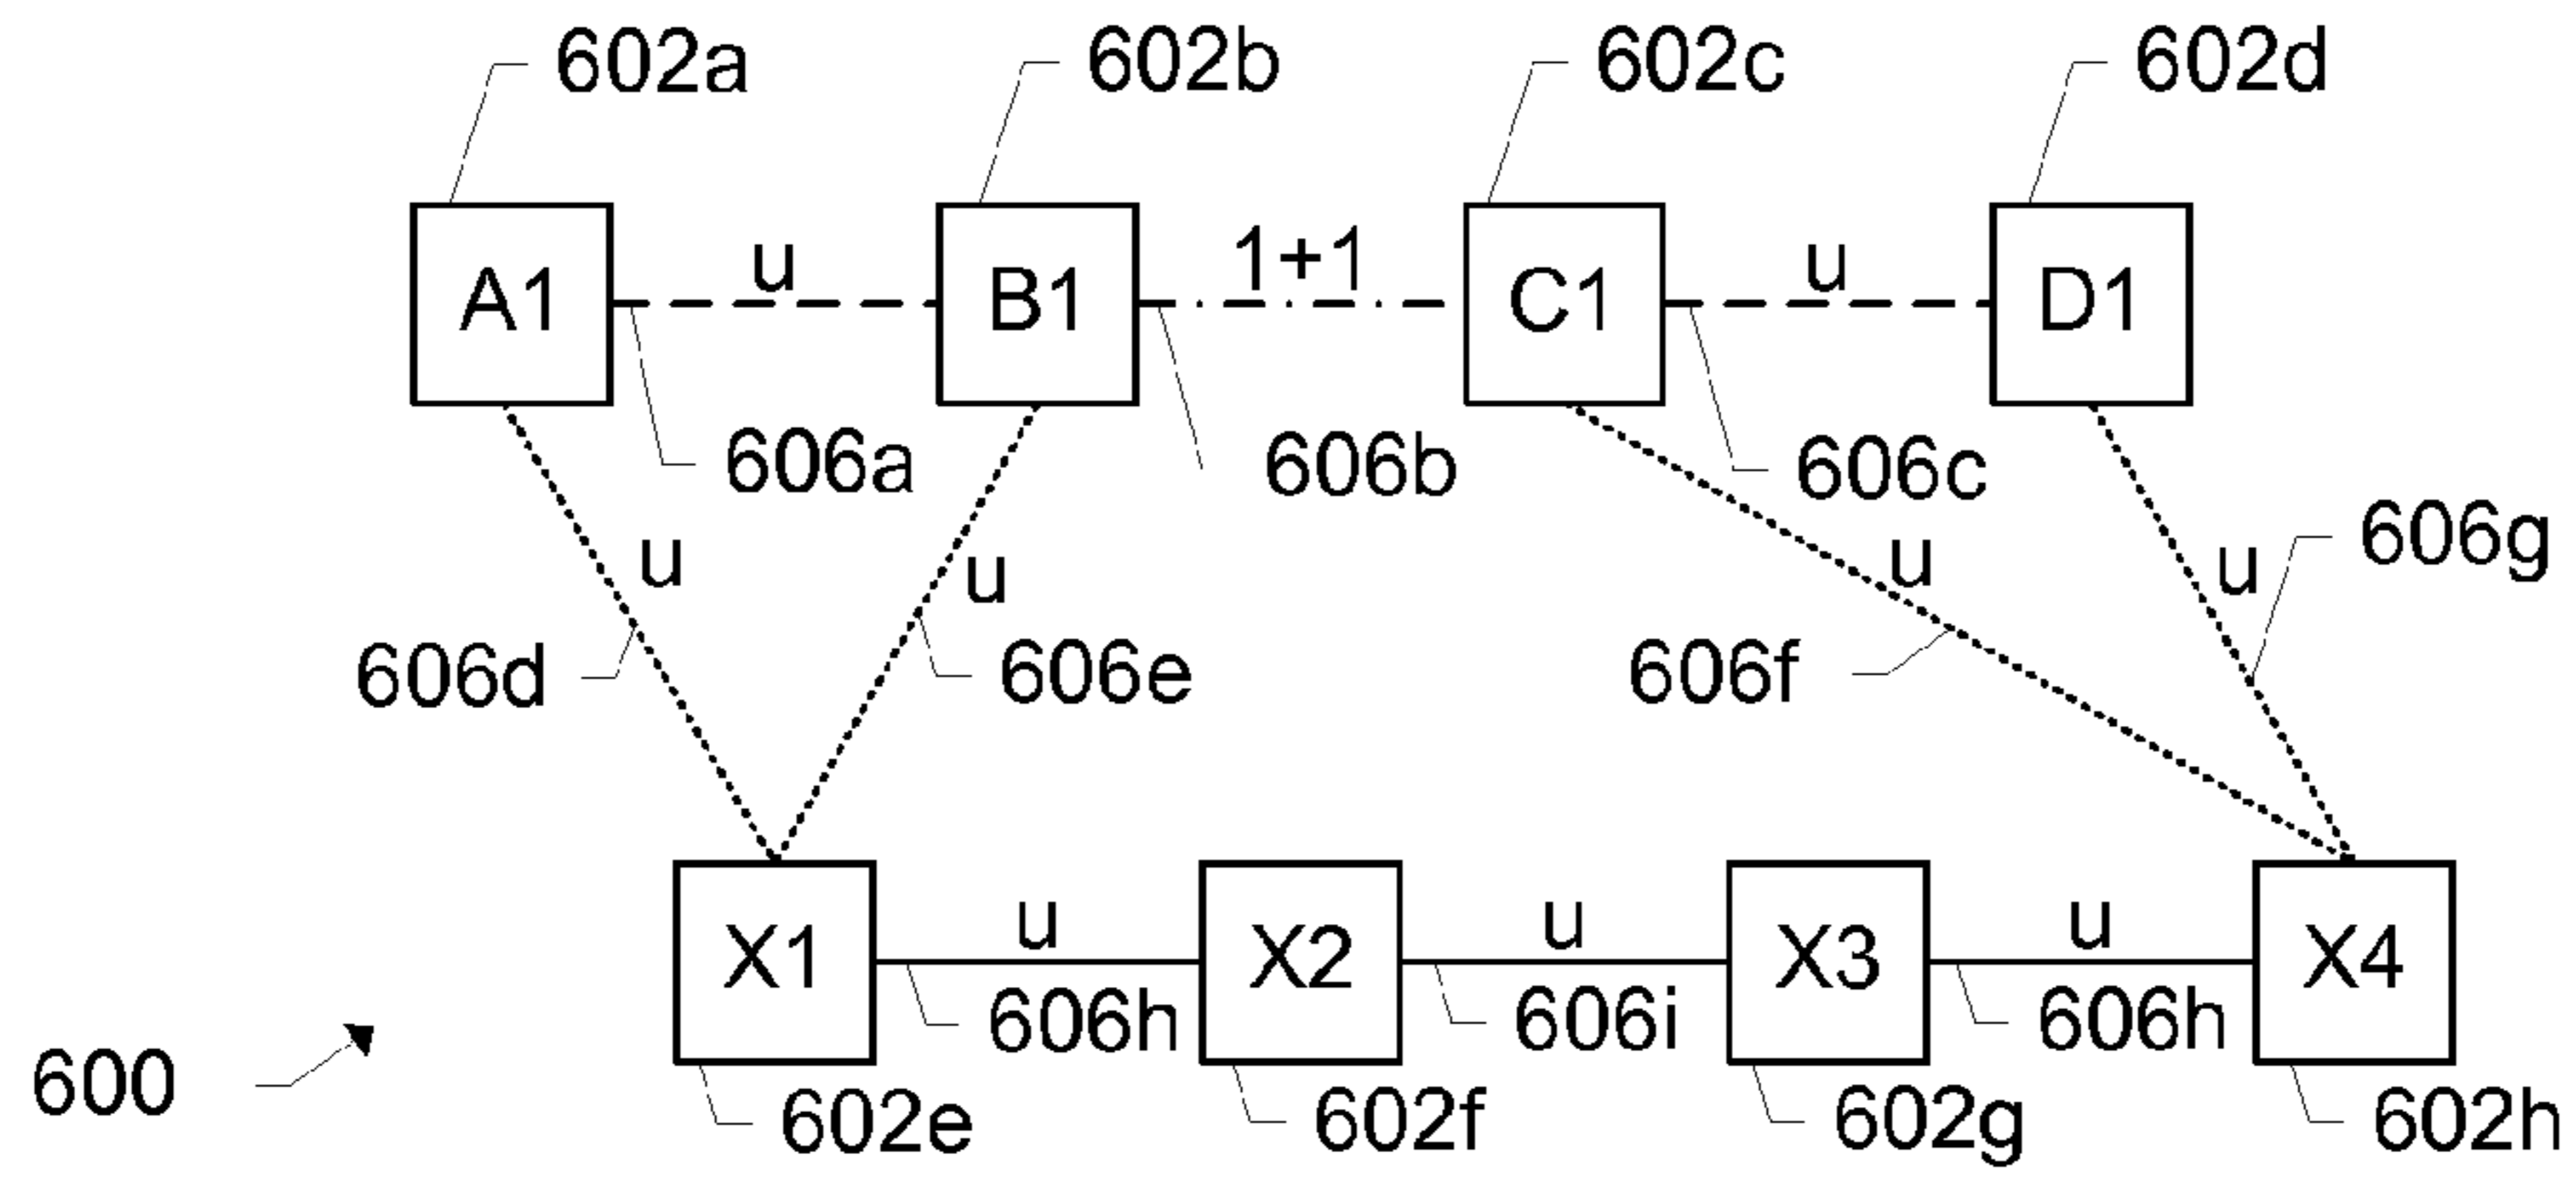 602a 602b 602c 602d
u 1+1 u
A1 B1 C1 D1
606a 606b 606c
606g
u u u u
606d 606e 606f
u u u
X1 X2 X3 X4
606h 606i 606h
600
602e 602f 602g 602h